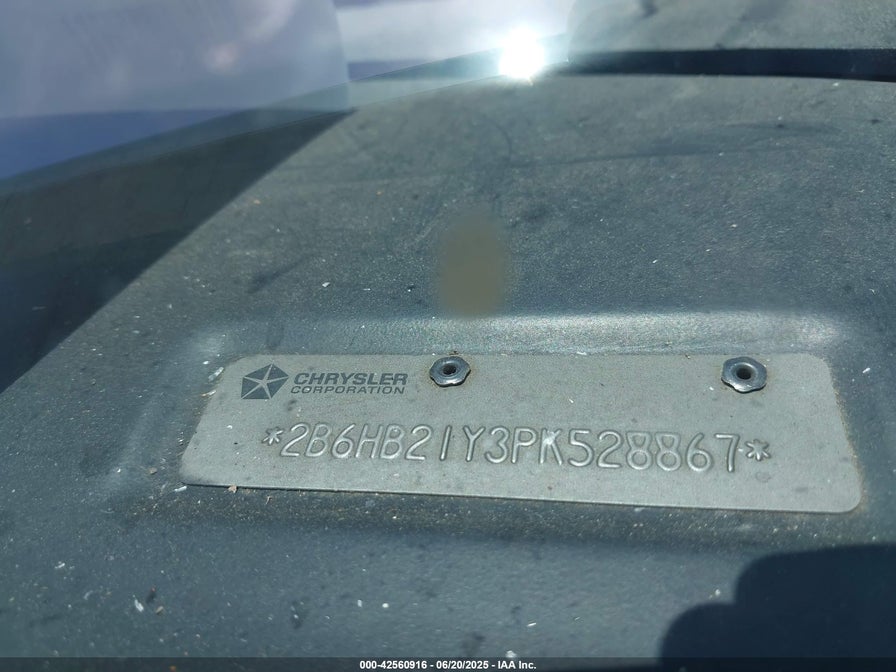 CHRYSLER
CORPORATION
*2B6HB21Y3PK528867*
000-42560916 - 06/20/2025 - IAA Inc.